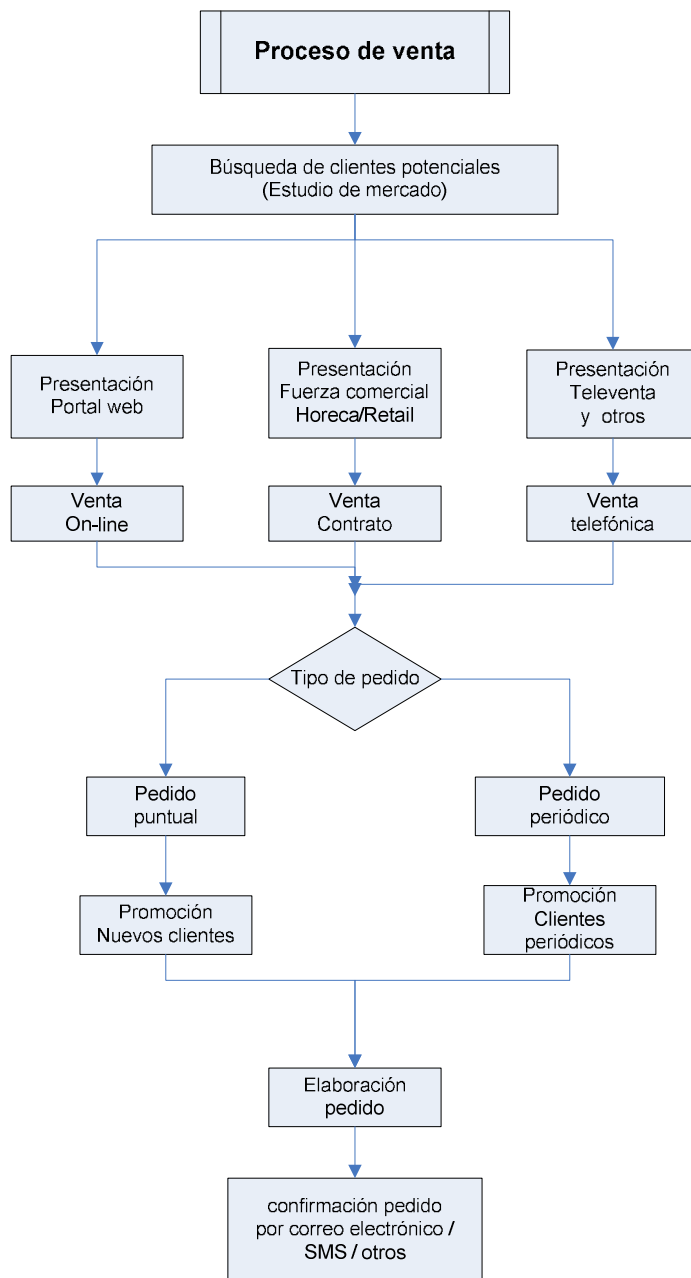 Proceso de venta
Búsqueda de clientes potenciales
(Estudio de mercado)
Presentación
Portal web
Presentación
Fuerza comercial
Horeca/Retail
Presentación
Televenta
y otros
Venta
On-line
Venta
Contrato
Venta
telefónica
Tipo de pedido
Pedido
puntual
Pedido
periódico
Promoción
Nuevos clientes
Promoción
Clientes
periódicos
Elaboración
pedido
confirmación pedido
por correo electrónico /
SMS / otros